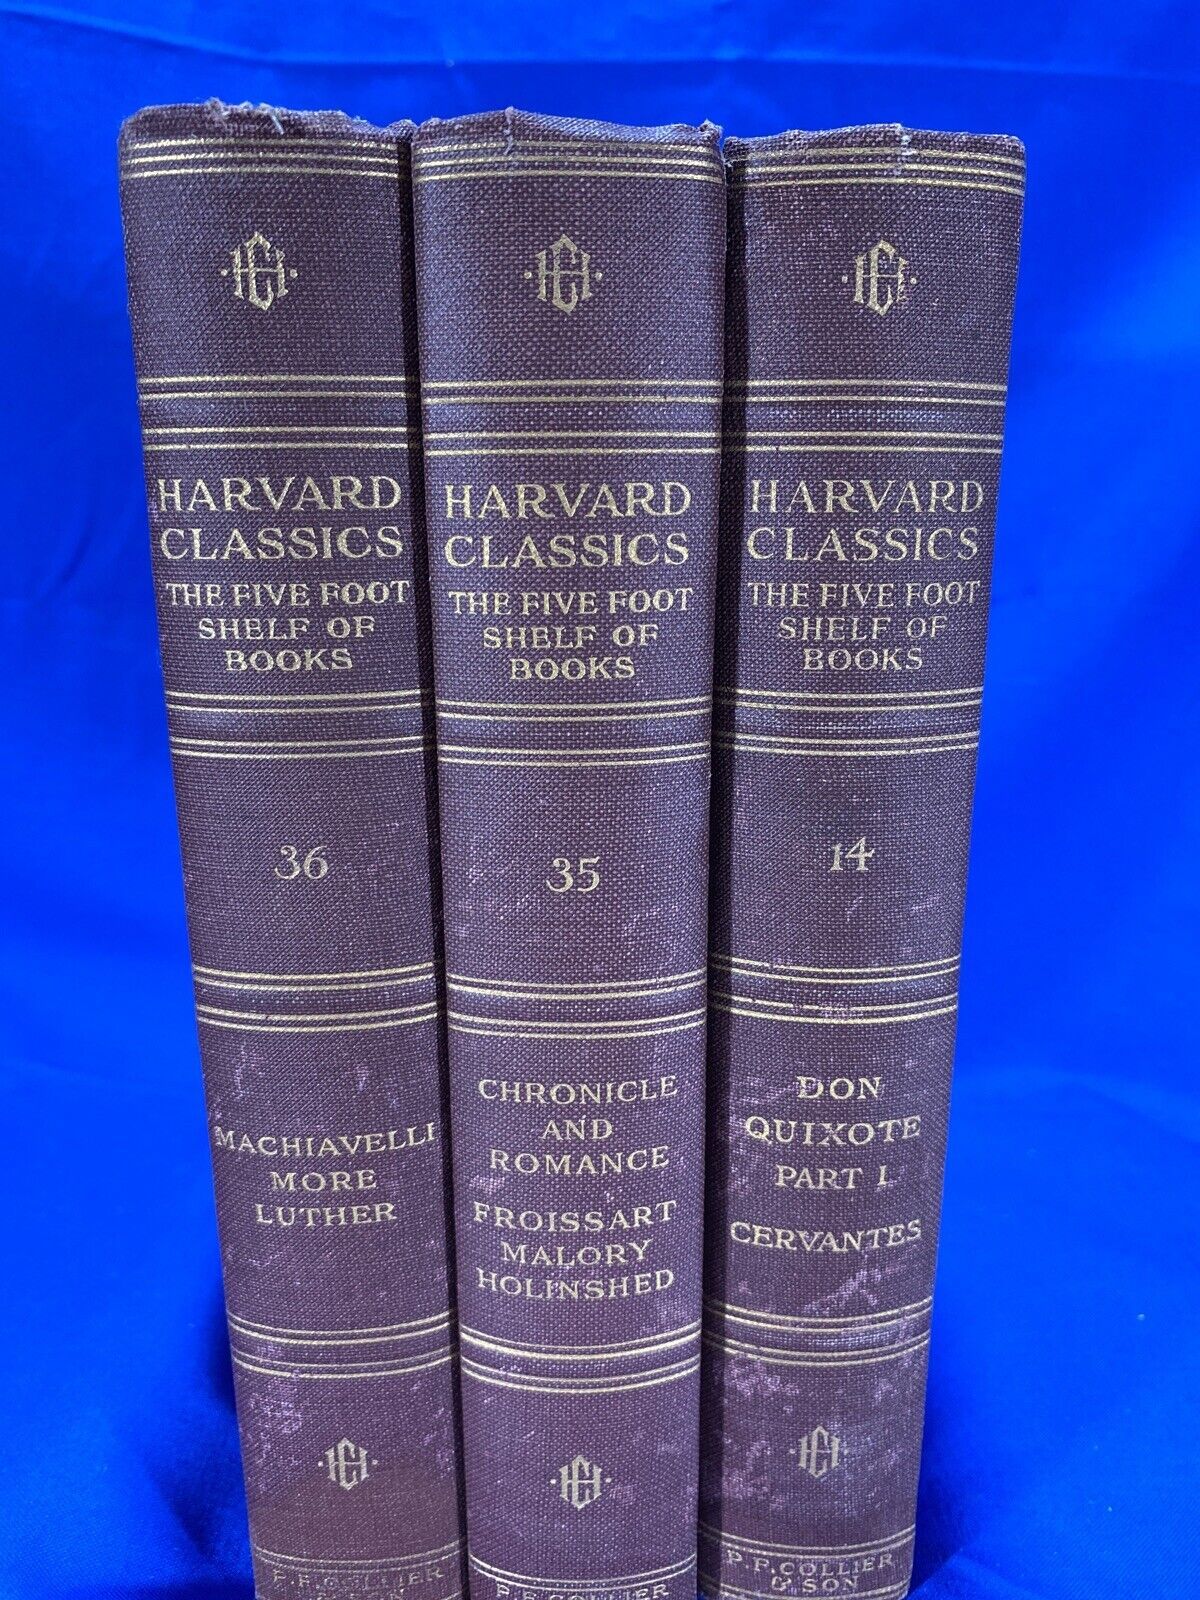 HARVARD
CLASSICS
THE FIVE FOOT
SHELF OF
BOOKS
36
MACHIAVELLI
MORE
LUTHER
P. F. COLLIER
HARVARD
CLASSICS
THE FIVE FOOT
SHELF OF
BOOKS
35
CHRONICLE
AND
ROMANCE
FROISSART
MALORY
HOLINSHED
P. F. COLLIER
HARVARD
CLASSICS
THE FIVE FOOT
SHELF OF
BOOKS
14
DON
QUIXOTE
PART I
CERVANTES
P. F. COLLIER
& SON